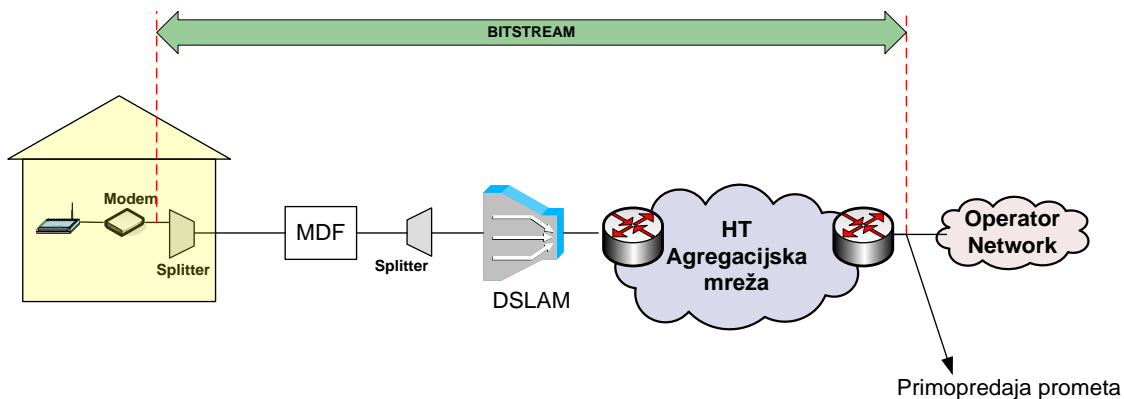 BITSTREAM
Modem
Splitter
MDF
Splitter
DSLAM
HT
Agregacijska
mreža
Operator
Network
Primopredaja prometa